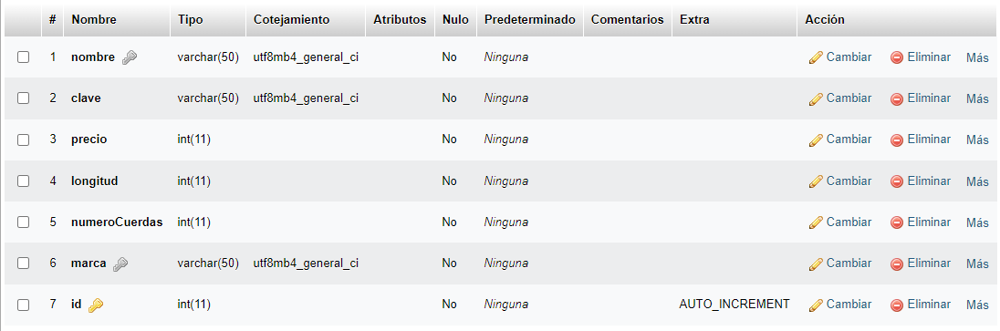 # Nombre Tipo Cotejamiento Atributos Nulo Predeterminado Comentarios Extra Acción
1 nombre varchar(50) utf8mb4_general_ci No Ninguna Cambiar Eliminar Más
2 clave varchar(50) utf8mb4_general_ci No Ninguna Cambiar Eliminar Más
3 precio int(11) No Ninguna Cambiar Eliminar Más
4 longitud int(11) No Ninguna Cambiar Eliminar Más
5 numeroCuerdas int(11) No Ninguna Cambiar Eliminar Más
6 marca varchar(50) utf8mb4_general_ci No Ninguna Cambiar Eliminar Más
7 id int(11) No Ninguna AUTO_INCREMENT Cambiar Eliminar Más